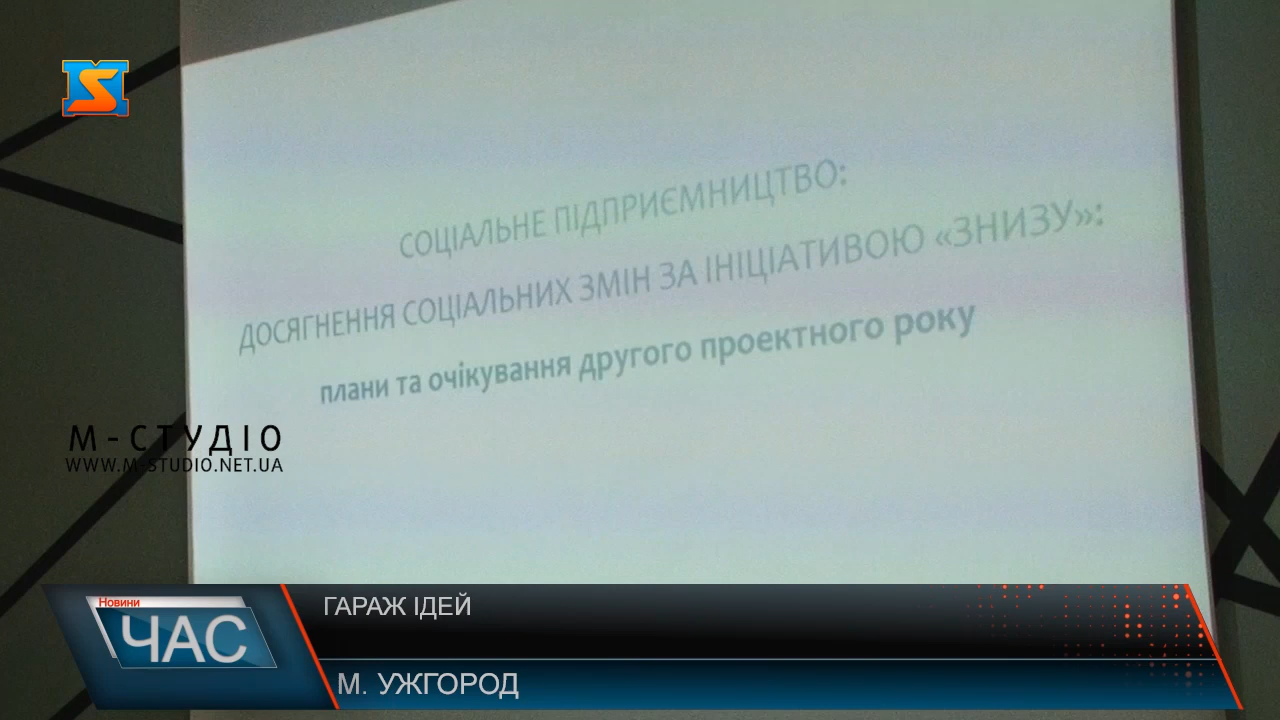 СОЦІАЛЬНЕ ПІДПРИЄМНИЦТВО:
ДОСЯГНЕННЯ СОЦІАЛЬНИХ ЗМІН ЗА ІНІЦІАТИВОЮ «ЗНИЗУ»:
плани та очікування другого проектного року
М-СТУДІО
WWW.M-STUDIO.NET.UA
Новини
ЧАС
ГАРАЖ ІДЕЙ
М. УЖГОРОД